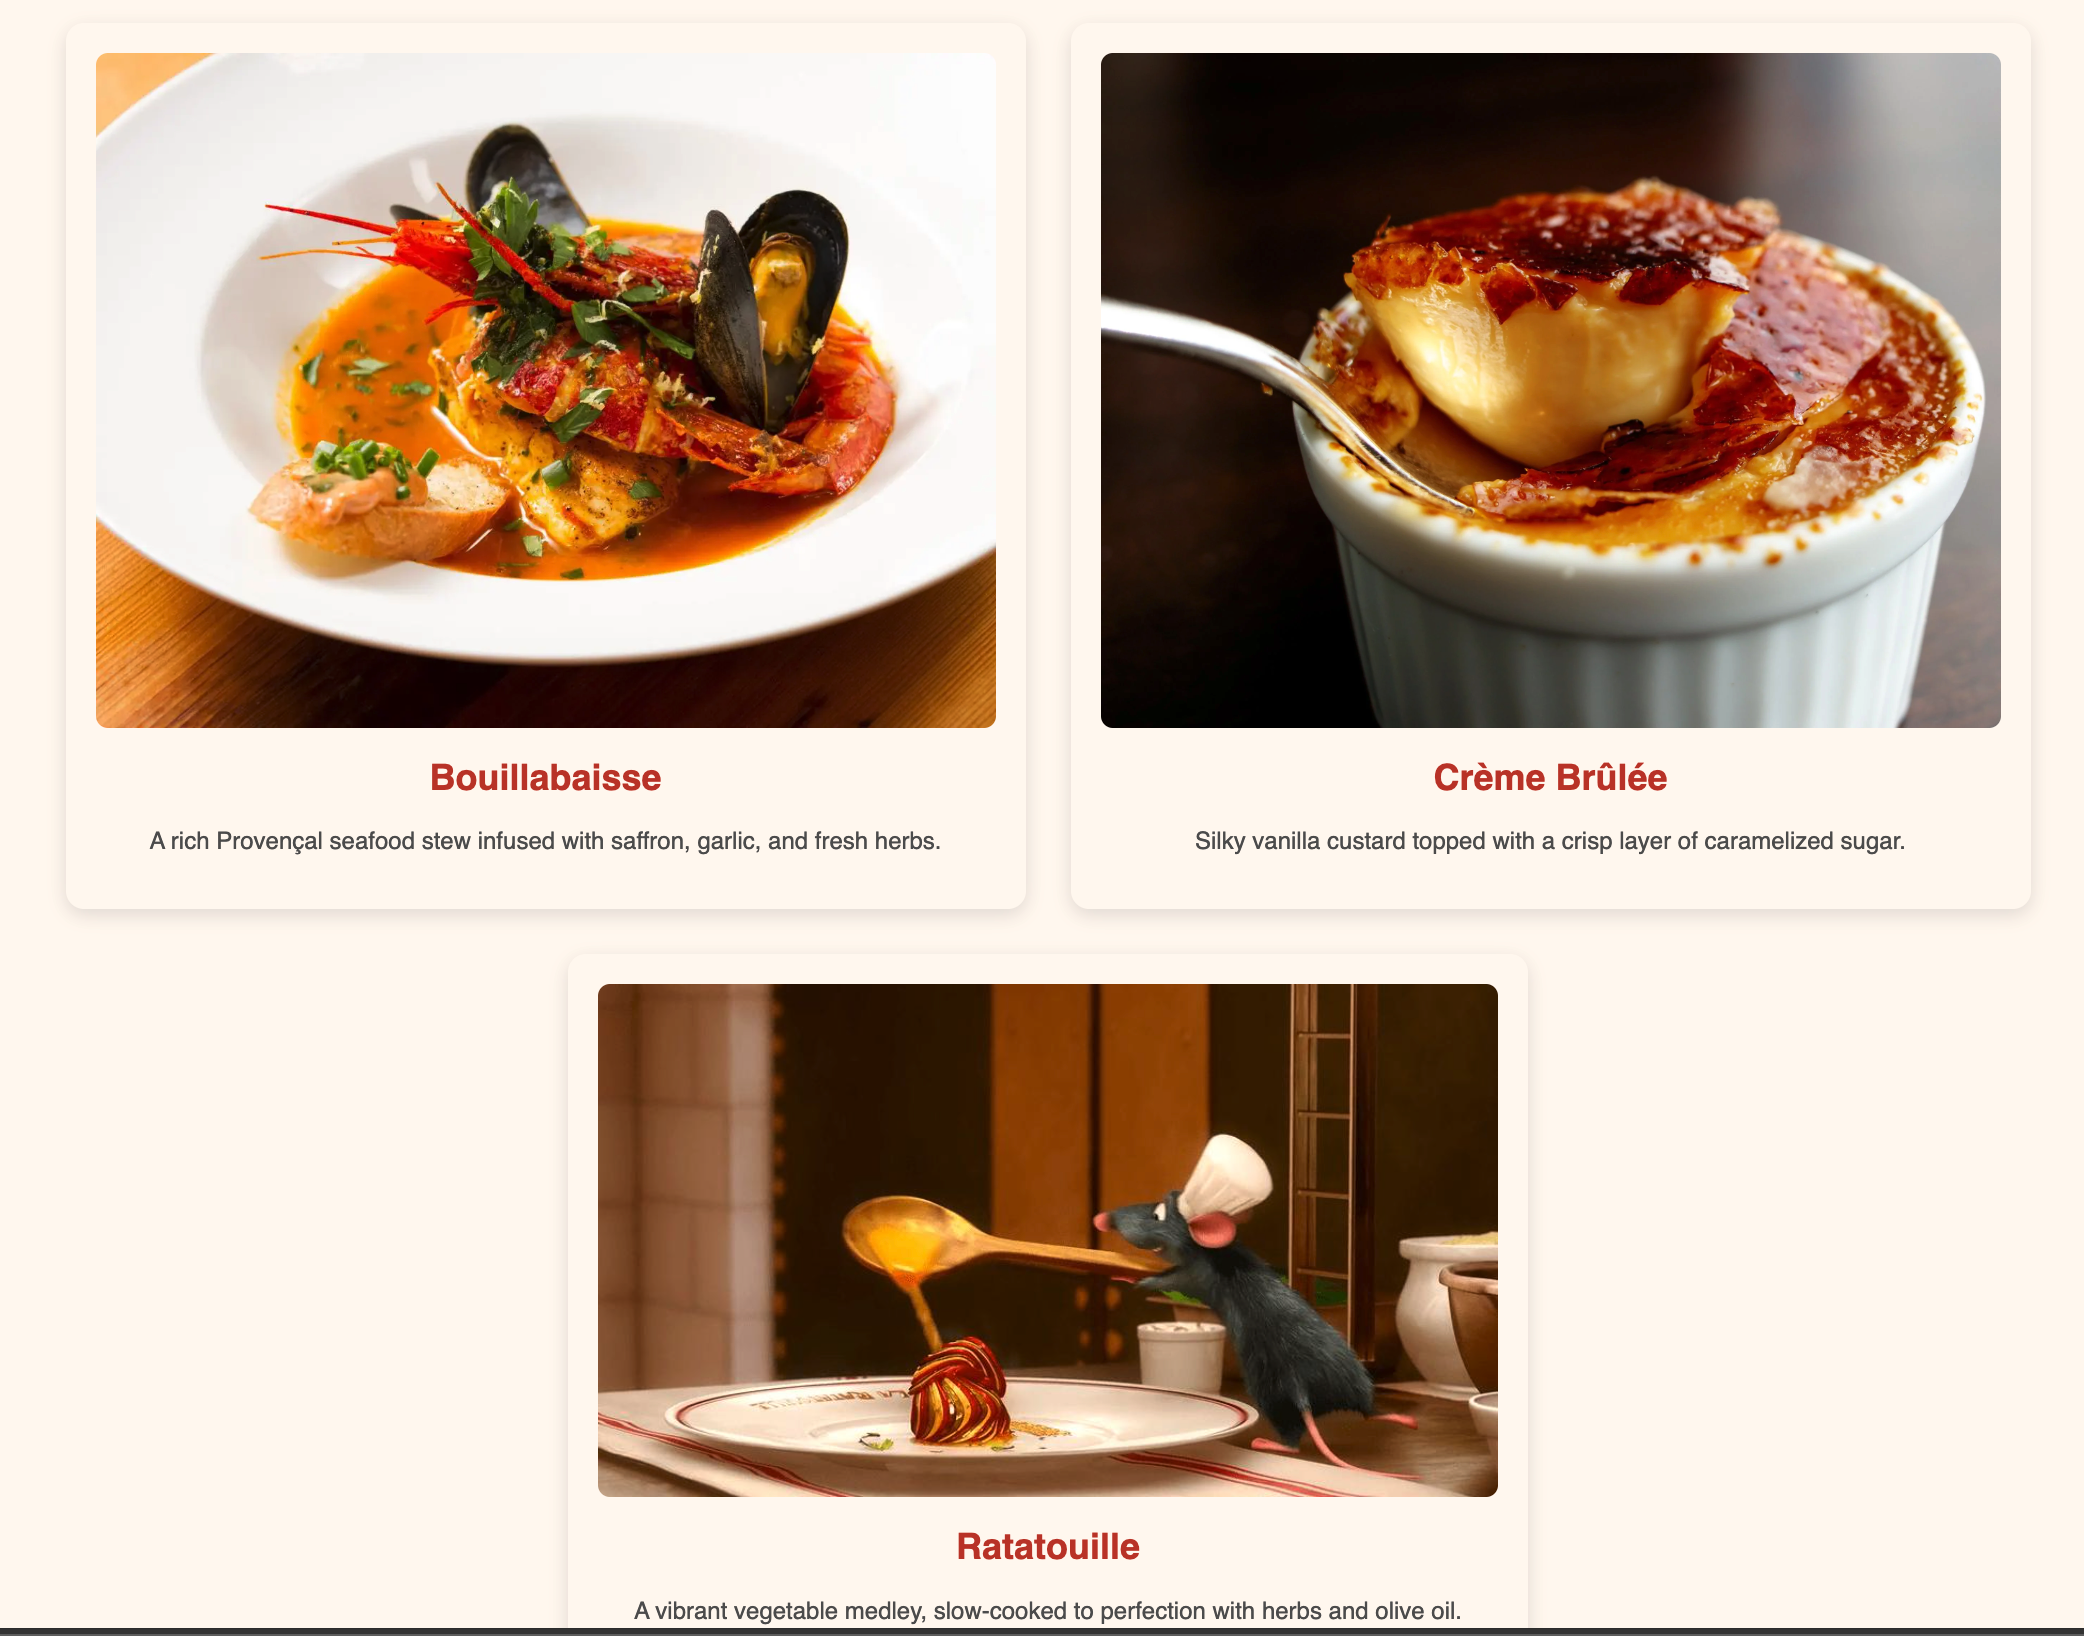 Bouillabaisse
A rich Provençal seafood stew infused with saffron, garlic, and fresh herbs.
Crème Brûlée
Silky vanilla custard topped with a crisp layer of caramelized sugar.
Ratatouille
A vibrant vegetable medley, slow-cooked to perfection with herbs and olive oil.